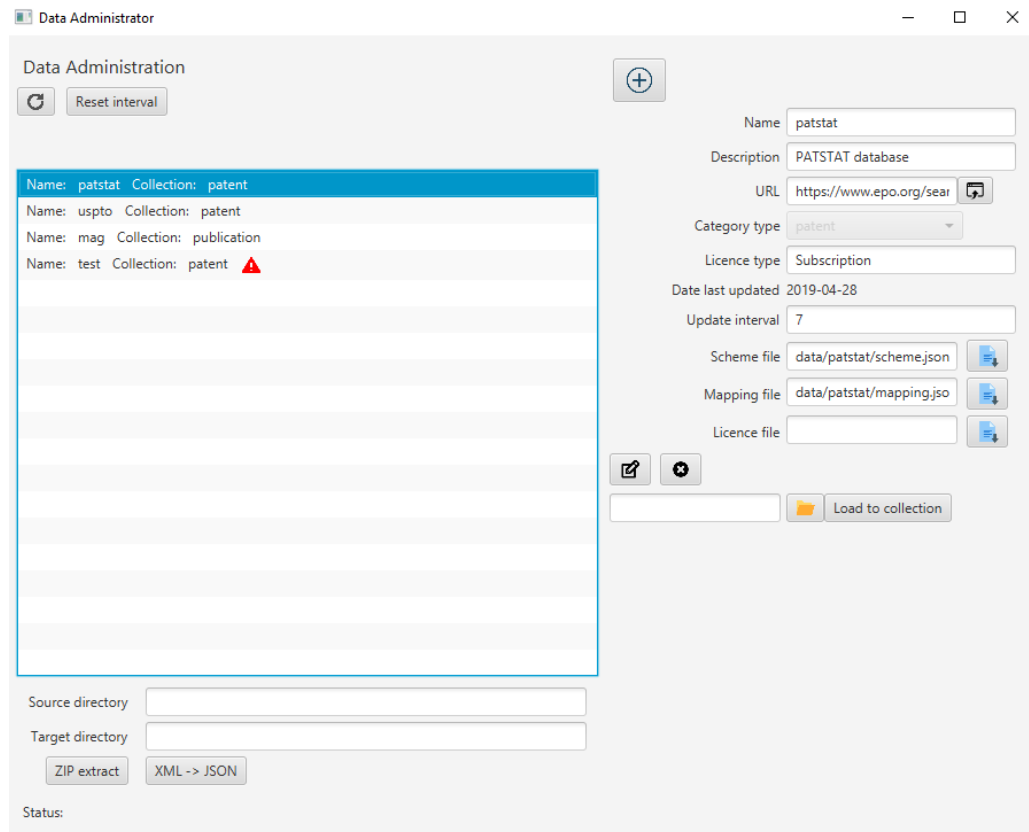 Data Administrator
Data Administration
Reset interval
Name: patstat Collection: patent
Name: uspto Collection: patent
Name: mag Collection: publication
Name: test Collection: patent
Source directory
Target directory
ZIP extract XML -> JSON
Status:
Name patstat
Description PATSTAT database
URL https://www.epo.org/sear
Category type patent
Licence type Subscription
Date last updated 2019-04-28
Update interval 7
Scheme file data/patstat/scheme.json
Mapping file data/patstat/mapping.jso
Licence file
Load to collection